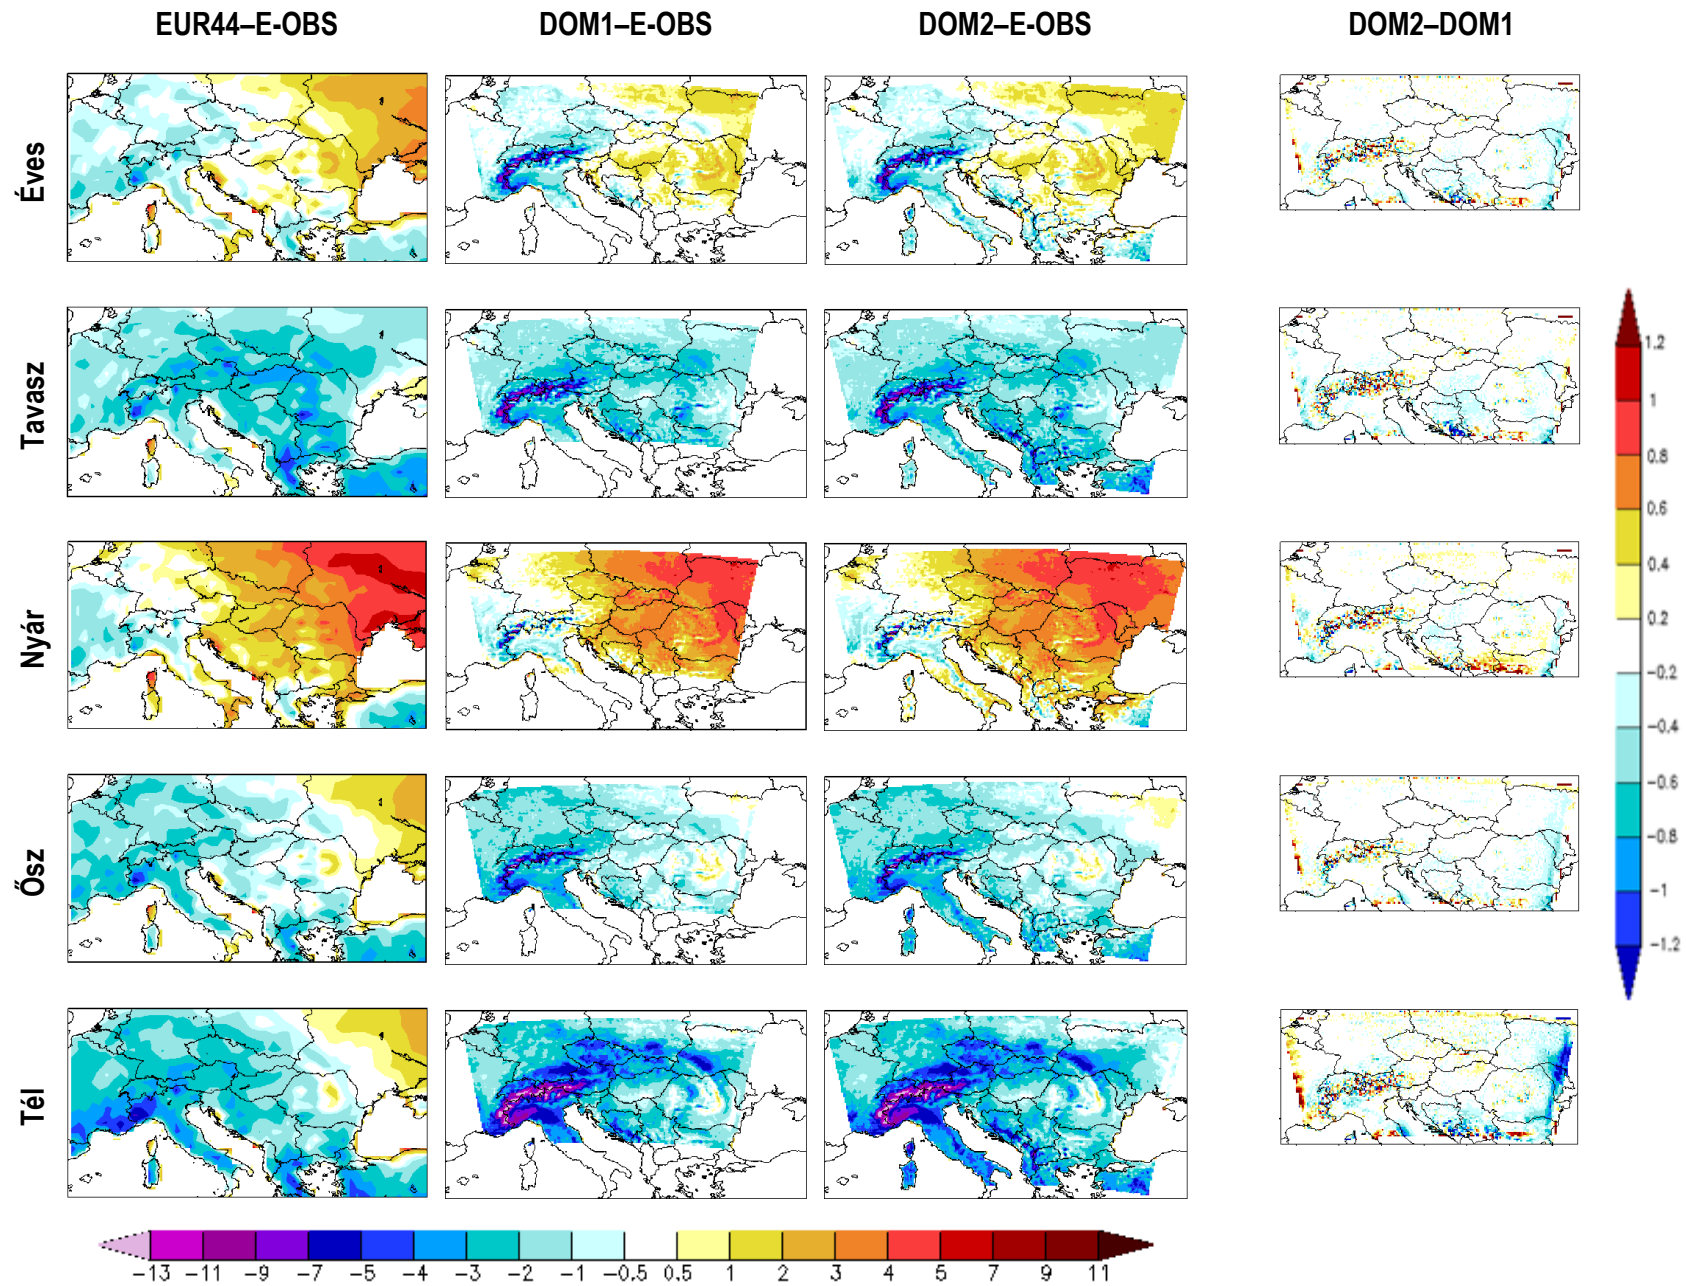 EUR44–E-OBS DOM1–E-OBS DOM2–E-OBS DOM2–DOM1
Éves
Tavasz
Nyár
Ősz
Tél
1.2
1
0.8
0.6
0.4
0.2
−0.2
−0.4
−0.6
−0.8
−1
−1.2
−13 −11 −9 −7 −5 −4 −3 −2 −1 −0.5 0.5 1 2 3 4 5 7 9 11